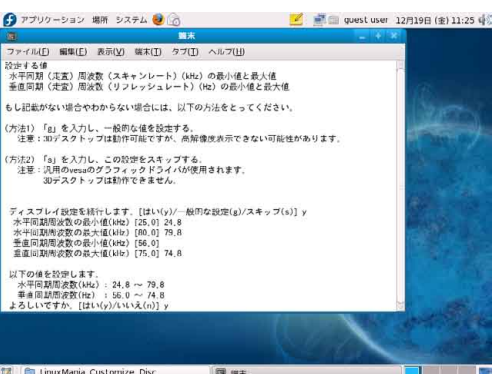 アプリケーション 場所 システム guest user 12月19日 (金) 11:25
端末
ファイル(F) 編集(E) 表示(V) 端末(T) タブ(T) ヘルプ(H)
設定する値
水平同期（走査）周波数（スキャンレート）(kHz) の最小値と最大値
垂直同期（走査）周波数（リフレッシュレート）(Hz) の最小値と最大値
もし記載がない場合やわからない場合には、以下の方法をとってください。
(方法1) 「g」を入力し、一般的な値を設定する。
注意：3Dデスクトップは動作可能ですが、高解像度表示できない可能性があります。
(方法2) 「s」を入力し、この設定をスキップする。
注意：汎用のvesaのグラフィックドライバが使用されます。
3Dデスクトップは動作できません。
ディスプレイ設定を続行します. [はい(y)/一般的な設定(g)/スキップ(s)] y
水平同期周波数の最小値(kHz) [25.0] 24.8
水平同期周波数の最大値(kHz) [80.0] 79.8
垂直同期周波数の最小値(kHz) [56.0]
垂直同期周波数の最大値(kHz) [75.0] 74.8
以下の値を設定します.
水平同期周波数(kHz) : 24.8 ～ 79.8
垂直同期周波数(Hz) : 56.0 ～ 74.8
よろしいですか. [はい(y)/いいえ(n)] y
LinuxMania Customize Disc 端末